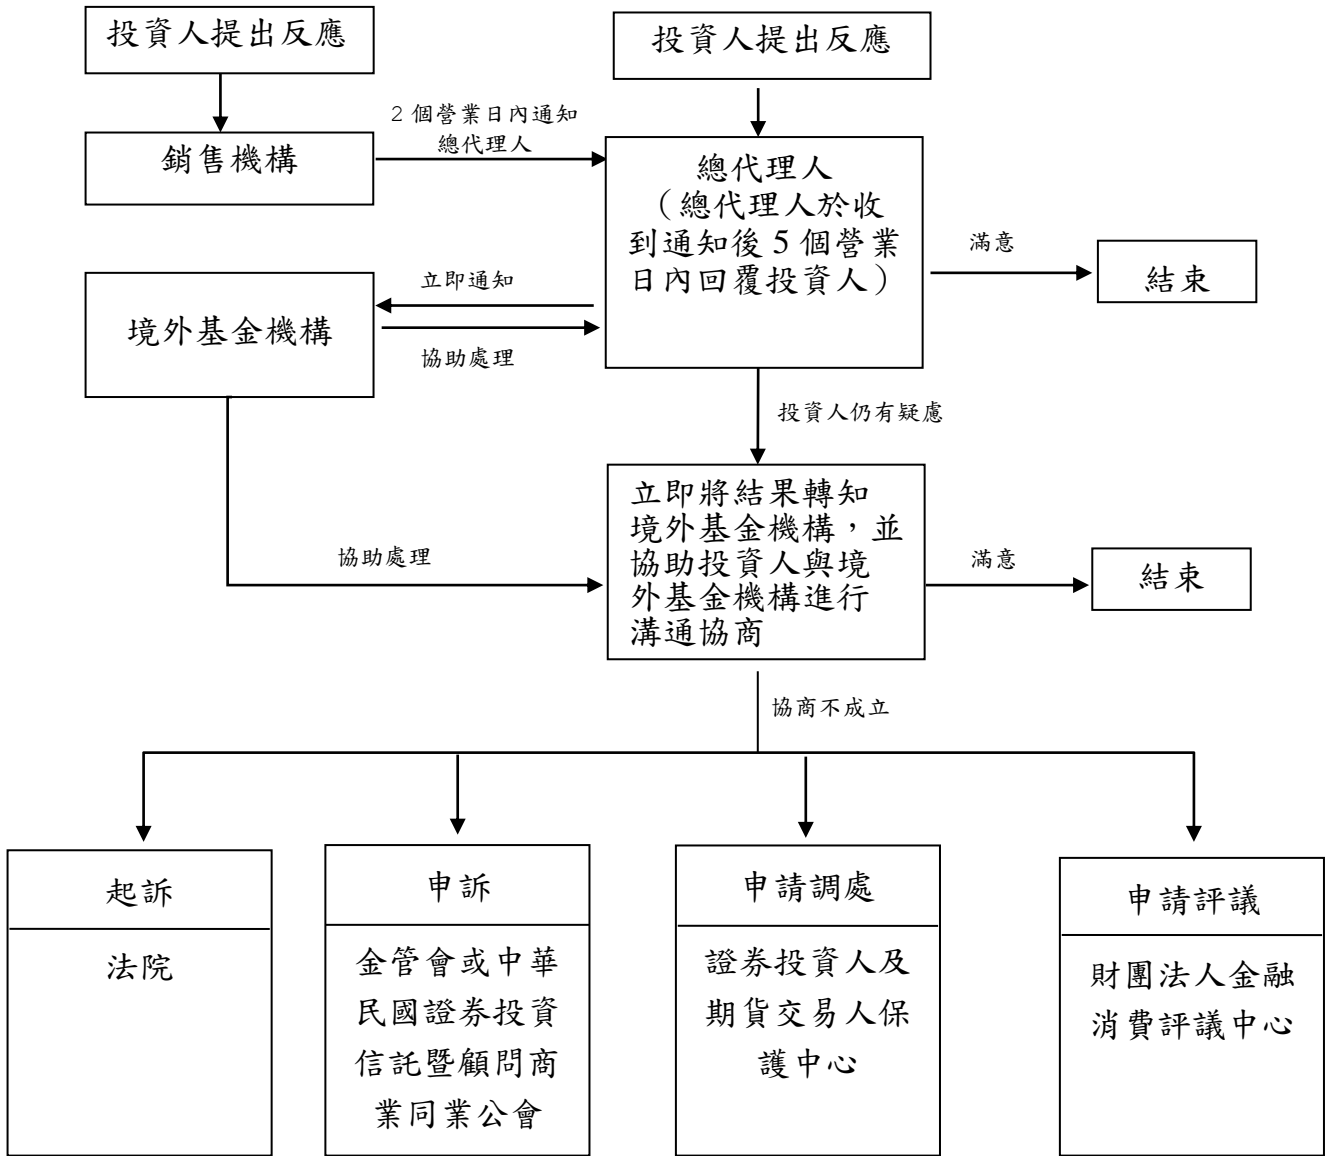 投資人提出反應
投資人提出反應
2 個營業日內通知
總代理人
銷售機構
總代理人
（總代理人於收
到通知後 5 個營業
日內回覆投資人）
滿意
結束
立即通知
境外基金機構
協助處理
投資人仍有疑慮
立即將結果轉知
境外基金機構，並
協助投資人與境
外基金機構進行
溝通協商
協助處理
滿意
結束
協商不成立
起訴
法院
申訴
金管會或中華
民國證券投資
信託暨顧問商
業同業公會
申請調處
證券投資人及
期貨交易人保
護中心
申請評議
財團法人金融
消費評議中心